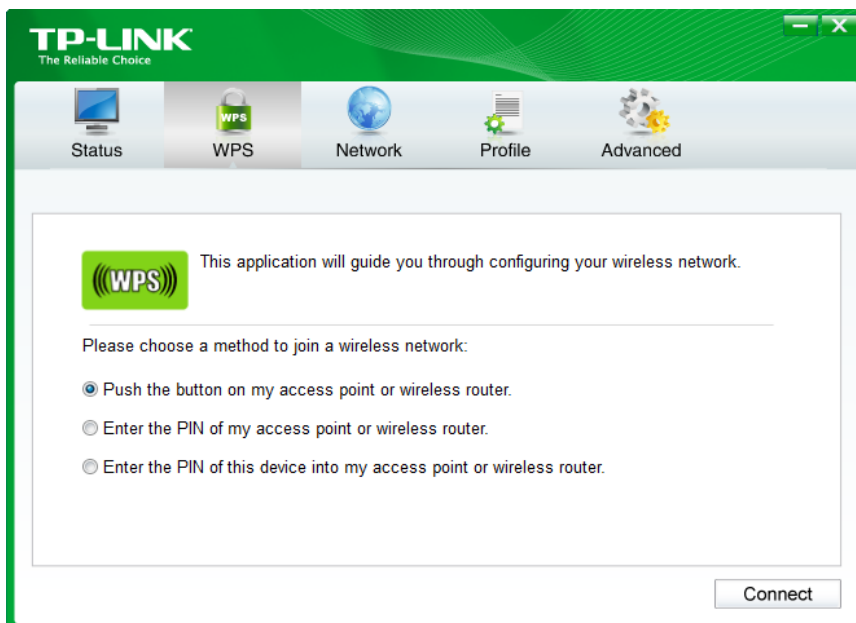 TP-LINK
The Reliable Choice
WPS
Status WPS Network Profile Advanced
((WPS)) This application will guide you through configuring your wireless network.
Please choose a method to join a wireless network:
Push the button on my access point or wireless router.
Enter the PIN of my access point or wireless router.
Enter the PIN of this device into my access point or wireless router.
Connect